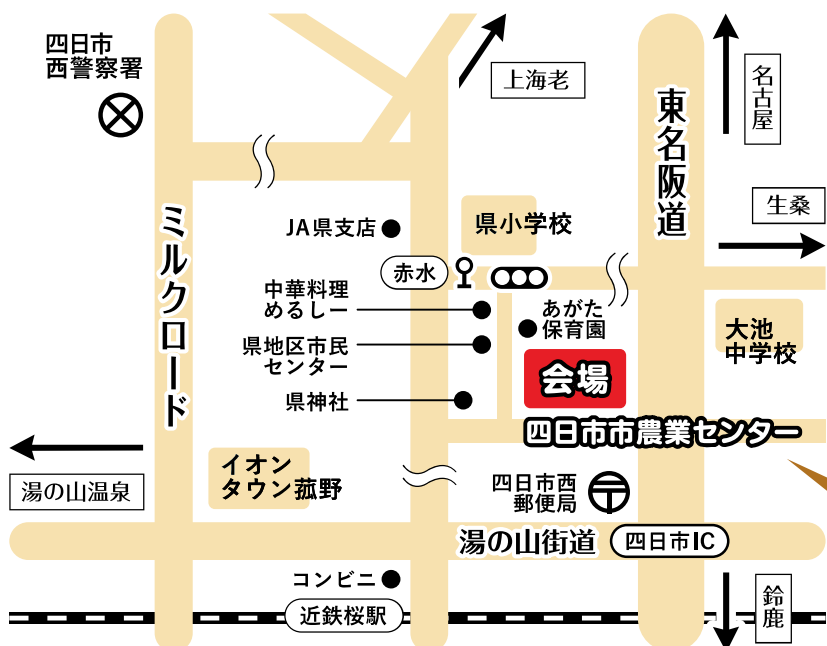 四日市
西警察署
上海老
名古屋
東名阪道
生桑
ミルクロード
JA県支店
県小学校
赤水
中華料理
めるしー
あがた
保育園
大池
中学校
県地区市民
センター
会場
県神社
四日市市農業センター
湯の山温泉
イオン
タウン菰野
四日市西
郵便局
湯の山街道
四日市IC
コンビニ
近鉄桜駅
鈴鹿